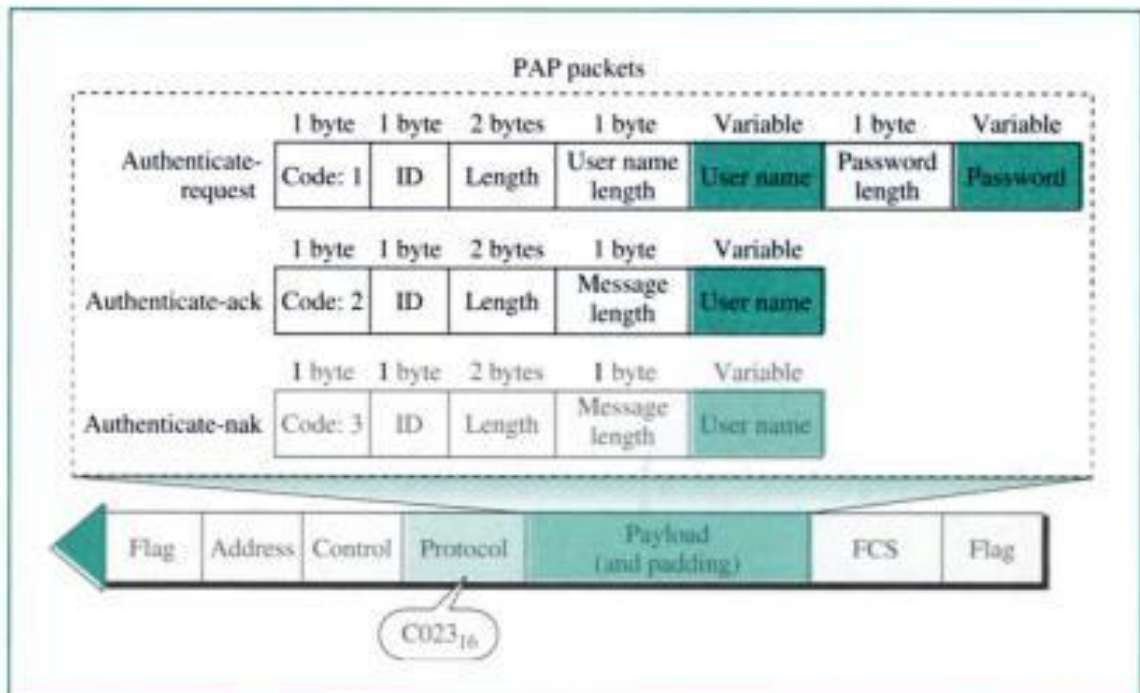 PAP packets
1 byte 1 byte 2 bytes 1 byte Variable 1 byte Variable
Authenticate-request Code: 1 ID Length User name length User name Password length Password
1 byte 1 byte 2 bytes 1 byte Variable
Authenticate-ack Code: 2 ID Length Message length User name
1 byte 1 byte 2 bytes 1 byte Variable
Authenticate-nak Code: 3 ID Length Message length User name
Flag Address Control Protocol Payload (and padding) FCS Flag
C023₁₆